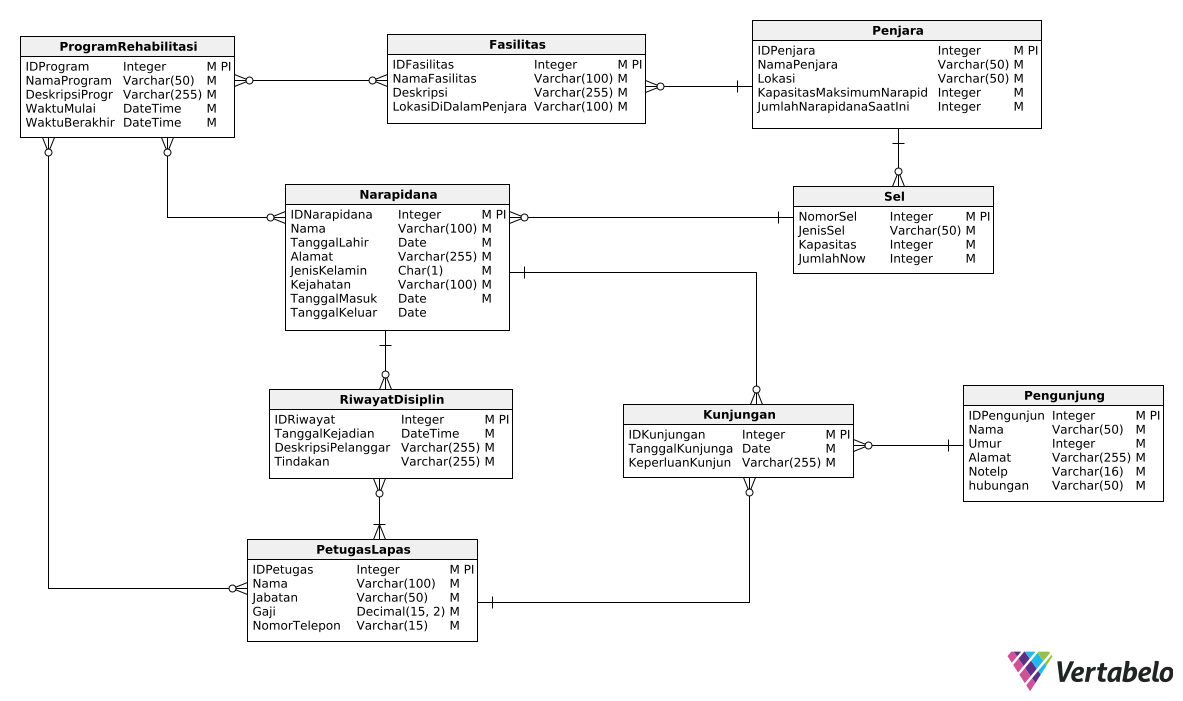 ProgramRehabilitasi
IDProgram Integer M PI
NamaProgram Varchar(50) M
DeskripsiProgr Varchar(255) M
WaktuMulai DateTime M
WaktuBerakhir DateTime M
Fasilitas
IDFasilitas Integer M PI
NamaFasilitas Varchar(100) M
Deskripsi Varchar(255) M
LokasiDiDalamPenjara Varchar(100) M
Penjara
IDPenjara Integer M PI
NamaPenjara Varchar(50) M
Lokasi Varchar(50) M
KapasitasMaksimumNarapid Integer M
JumlahNarapidanaSaatIni Integer M
Narapidana
IDNarapidana Integer M PI
Nama Varchar(100) M
TanggalLahir Date M
Alamat Varchar(255) M
JenisKelamin Char(1) M
Kejahatan Varchar(100) M
TanggalMasuk Date M
TanggalKeluar Date
Sel
NomorSel Integer M PI
JenisSel Varchar(50) M
Kapasitas Integer M
JumlahNow Integer M
RiwayatDisiplin
IDRiwayat Integer M PI
TanggalKejadian DateTime M
DeskripsiPelanggar Varchar(255) M
Tindakan Varchar(255) M
Kunjungan
IDKunjungan Integer M PI
TanggalKunjunga Date M
KeperluanKunjun Varchar(255) M
Pengunjung
IDPengunjun Integer M PI
Nama Varchar(50) M
Umur Integer M
Alamat Varchar(255) M
Notelp Varchar(16) M
hubungan Varchar(50) M
PetugasLapas
IDPetugas Integer M PI
Nama Varchar(100) M
Jabatan Varchar(50) M
Gaji Decimal(15, 2) M
NomorTelepon Varchar(15) M
Vertabelo